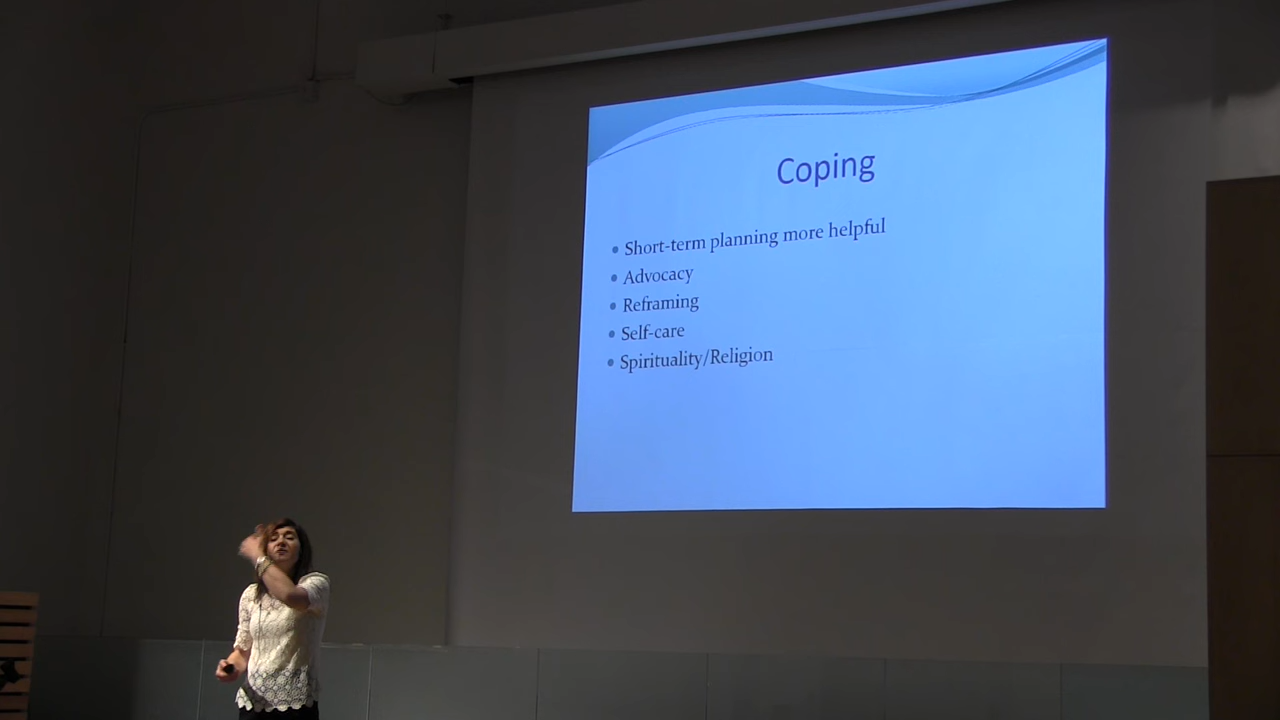 Coping
• Short-term planning more helpful
• Advocacy
• Reframing
• Self-care
• Spirituality/Religion